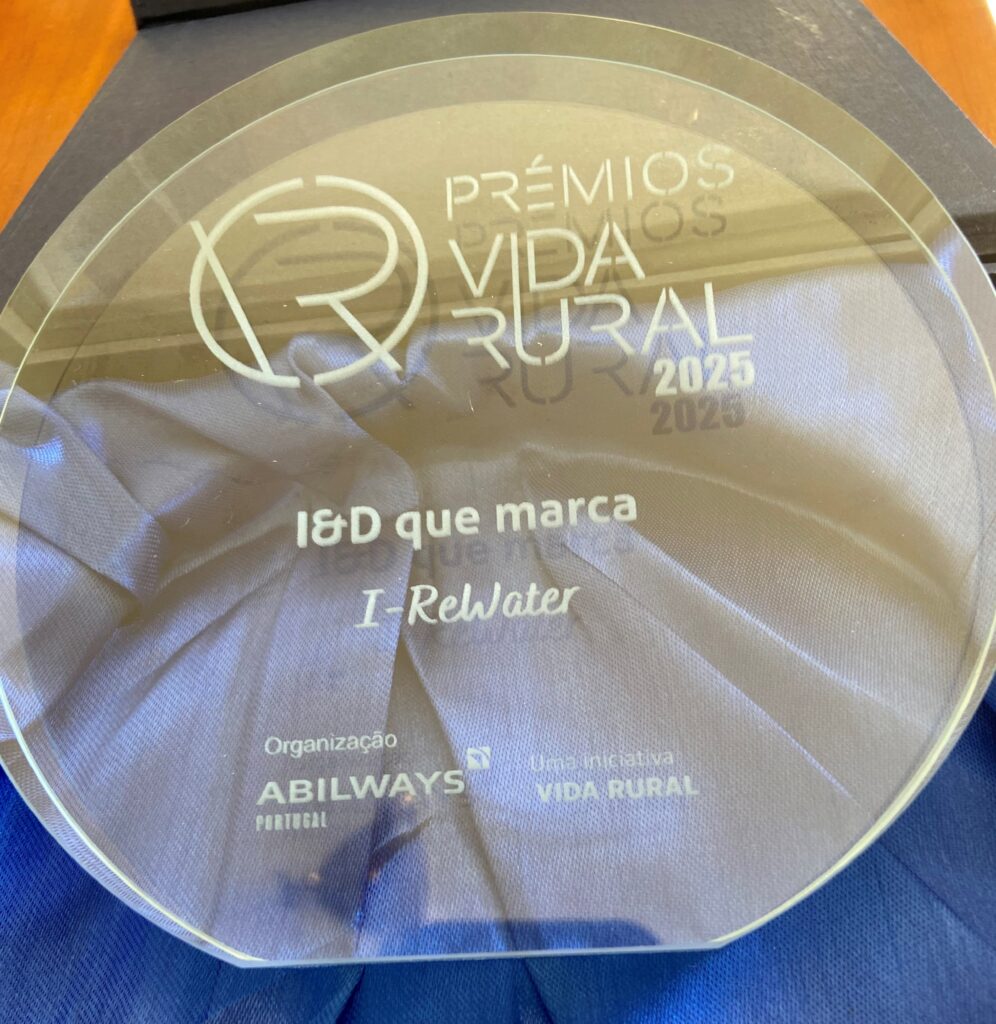 PRÉMIOS
VIDA
RURAL
2025
I&D que marca
I-ReWater
Organização
ABILWAYS
PORTUGAL
Uma iniciativa
VIDA RURAL